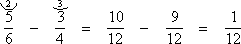 2 3
5/6 − 3/4 = 10/12 − 9/12 = 1/12